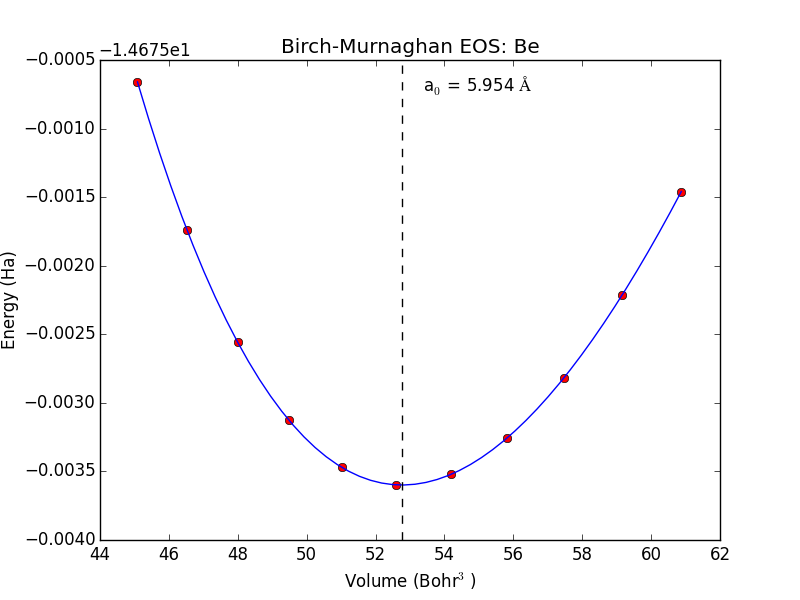 Birch-Murnaghan EOS: Be
−1.4675e1
a₀ = 5.954 Å
−0.0005
−0.0010
−0.0015
−0.0020
−0.0025
−0.0030
−0.0035
−0.0040
Energy (Ha)
44 46 48 50 52 54 56 58 60 62
Volume (Bohr³ )